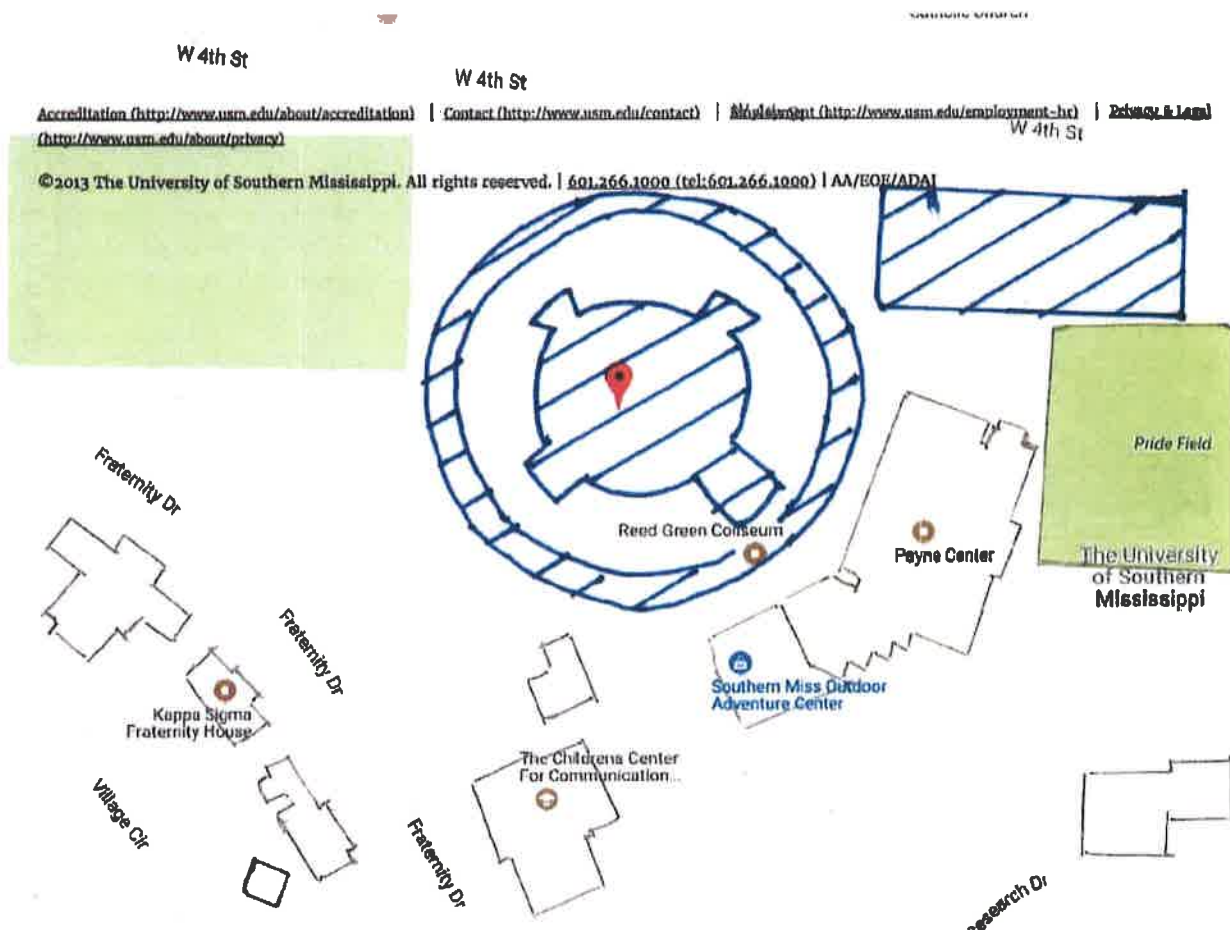 Catholic Church
W 4th St
W 4th St
Accreditation (http://www.usm.edu/about/accreditation) | Contact (http://www.usm.edu/contact) | (http://www.usm.edu/employment-hr) | Privacy & Legal
(http://www.usm.edu/about/privacy)
W 4th St
©2013 The University of Southern Mississippi. All rights reserved. | 601.266.1000 (tel:601.266.1000) | AA/EOE/ADAI
Pride Field
Fraternity Dr
Reed Green Coliseum
Payne Center
The University
of Southern
Mississippi
Fraternity Dr
Southern Miss Outdoor
Adventure Center
Kappa Sigma
Fraternity House
The Childrens Center
For Communication...
Village Cir
Fraternity Dr
Research Dr